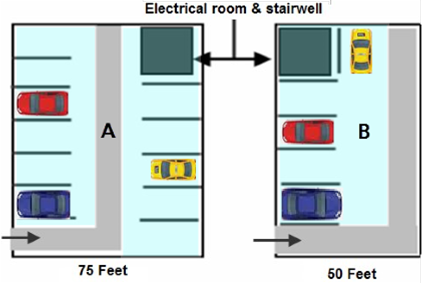 Electrical room & stairwell
A
B
75 Feet
50 Feet